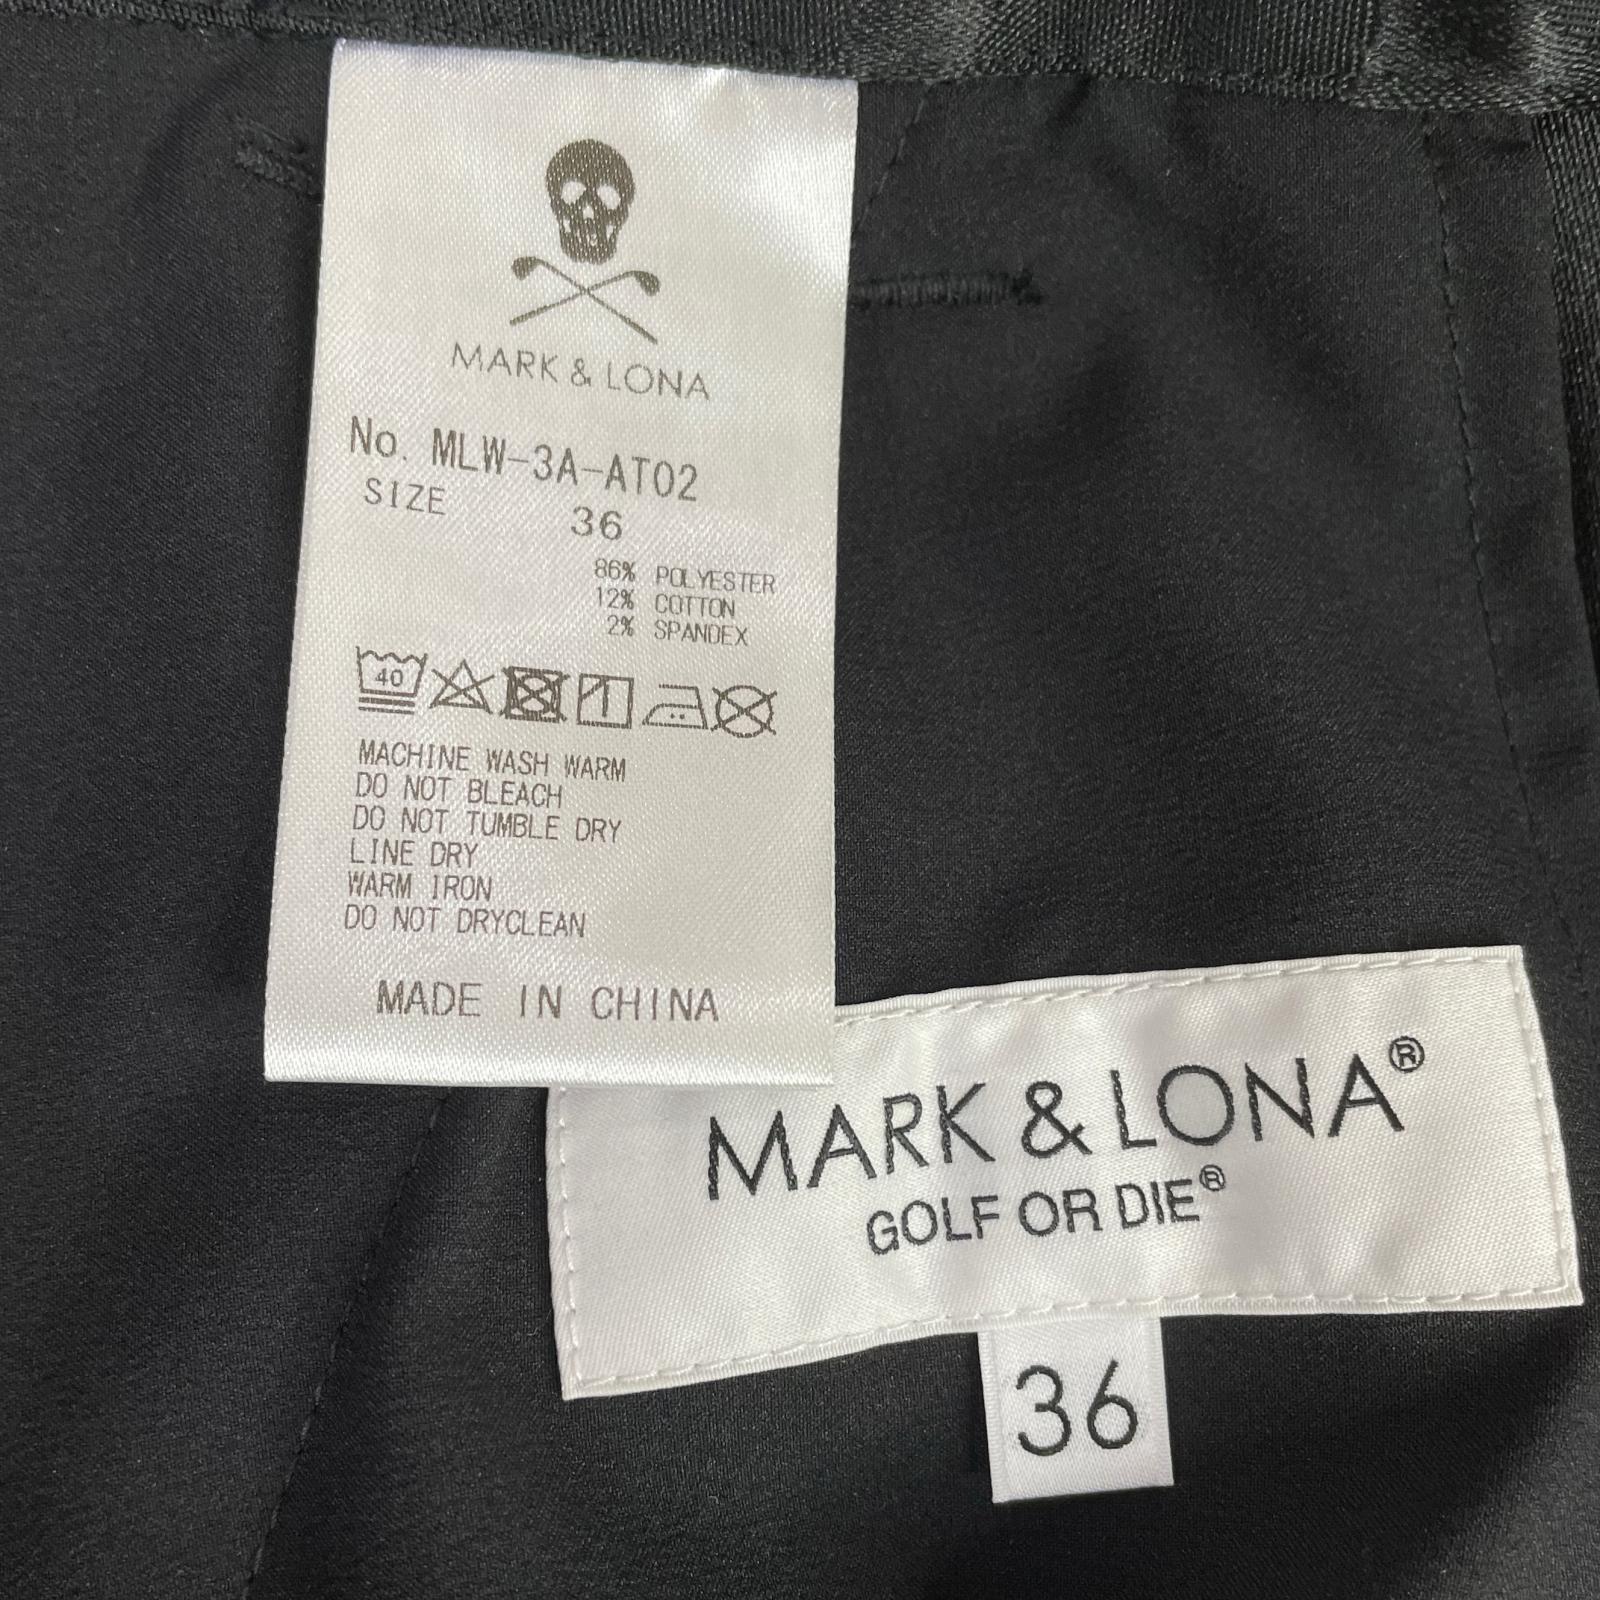 MARK & LONA
No. MLW-3A-AT02
SIZE 36
86% POLYESTER
12% COTTON
2% SPANDEX
40
MACHINE WASH WARM
DO NOT BLEACH
DO NOT TUMBLE DRY
LINE DRY
WARM IRON
DO NOT DRYCLEAN
MADE IN CHINA
MARK & LONA®
GOLF OR DIE®
36